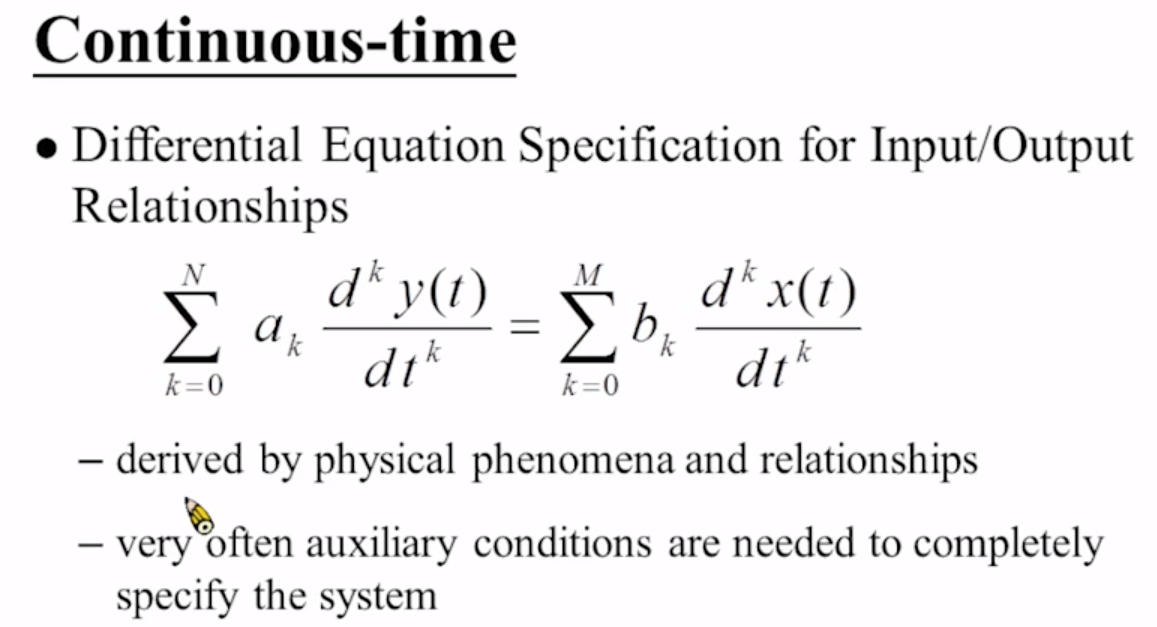 Continuous-time
• Differential Equation Specification for Input/Output
Relationships
$\sum_{k=0}^{N} a_k \frac{d^k y(t)}{dt^k} = \sum_{k=0}^{M} b_k \frac{d^k x(t)}{dt^k}$
– derived by physical phenomena and relationships
– very often auxiliary conditions are needed to completely
specify the system